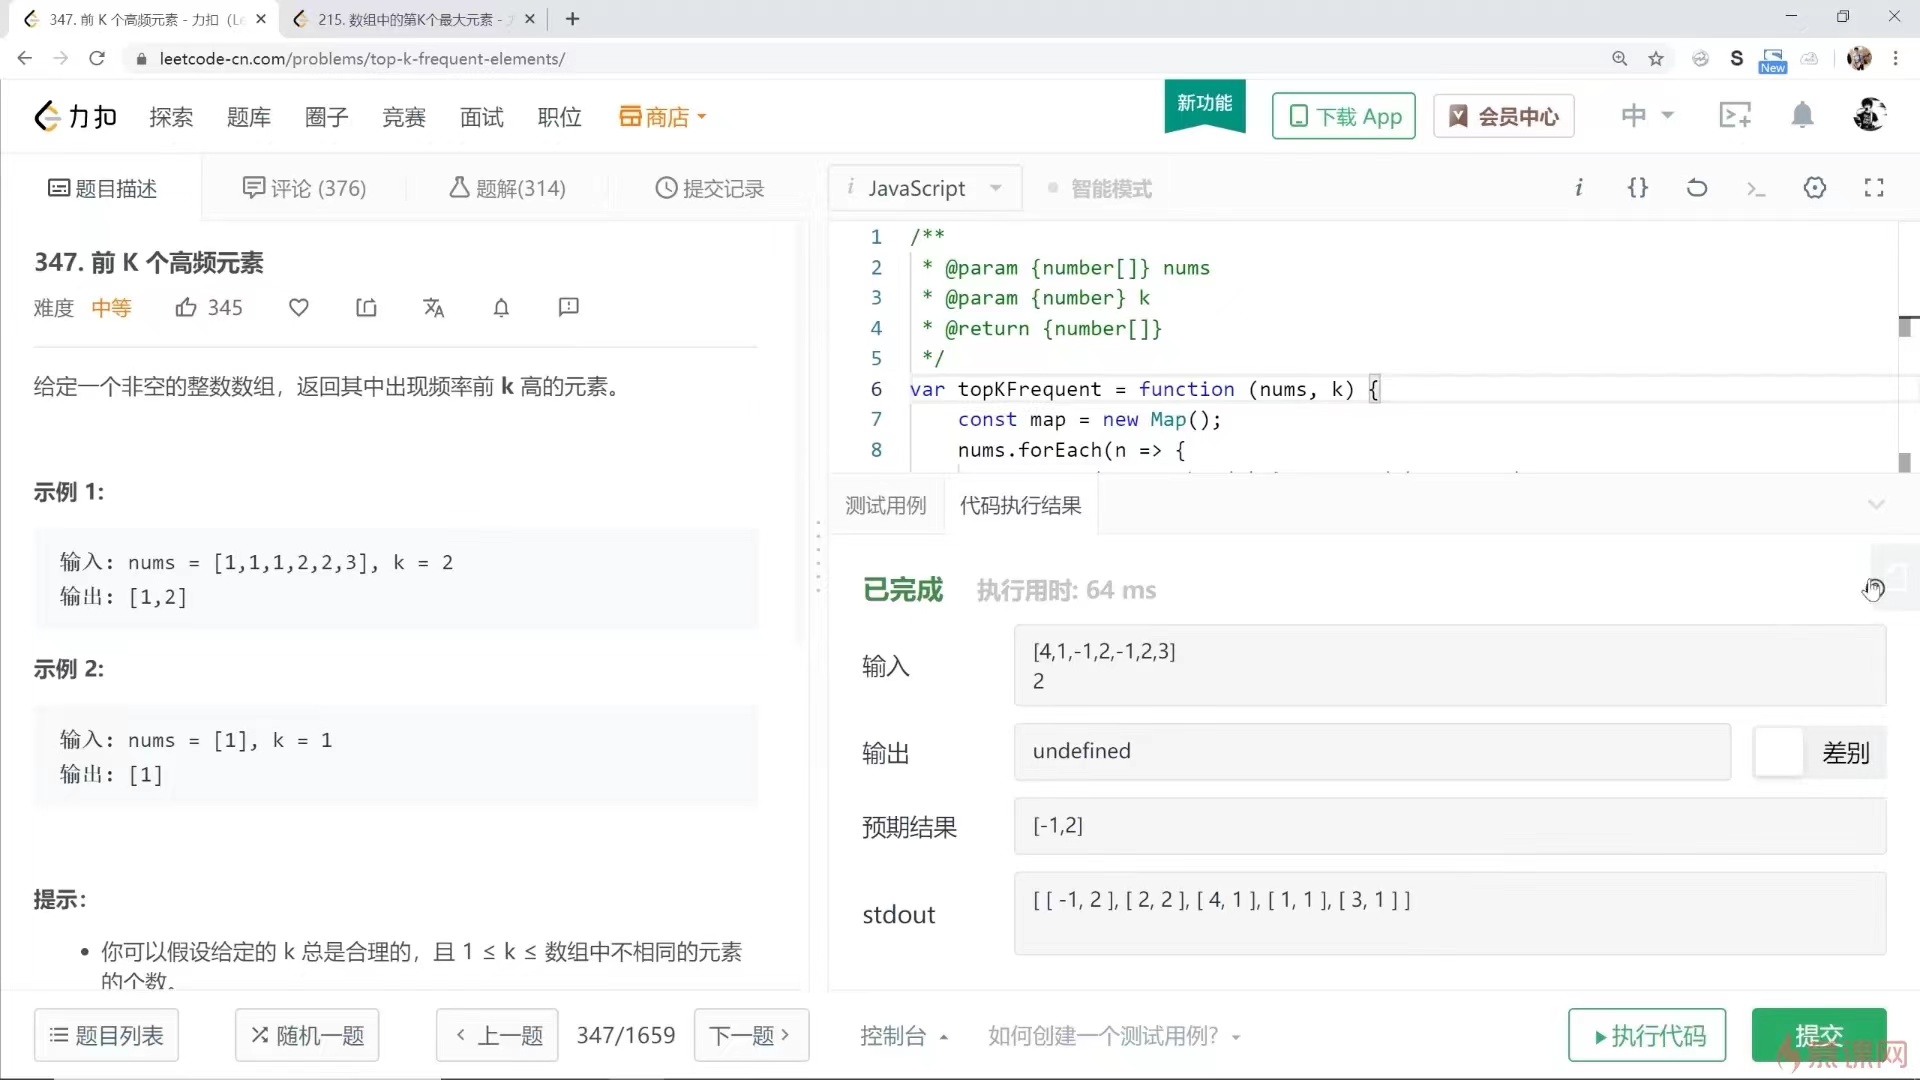 347. 前 K 个高频元素 - 力扣（Le
215. 数组中的第K个最大元素 -
leetcode-cn.com/problems/top-k-frequent-elements/
S
New
力扣
探索
题库
圈子
竞赛
面试
职位
商店
新功能
下载 App
会员中心
中
题目描述
评论 (376)
题解(314)
提交记录
i JavaScript
智能模式
i
{}
347. 前 K 个高频元素
难度 中等 345
给定一个非空的整数数组，返回其中出现频率前 k 高的元素。
示例 1:
输入: nums = [1,1,1,2,2,3], k = 2
输出: [1,2]
示例 2:
输入: nums = [1], k = 1
输出: [1]
提示：
你可以假设给定的 k 总是合理的，且 1 ≤ k ≤ 数组中不相同的元素
的个数。
1 /**
2 * @param {number[]} nums
3 * @param {number} k
4 * @return {number[]}
5 */
6 var topKFrequent = function (nums, k) {
7 const map = new Map();
8 nums.forEach(n => {
测试用例
代码执行结果
已完成 执行用时: 64 ms
输入
[4,1,-1,2,-1,2,3]
2
输出
undefined
差别
预期结果
[-1,2]
stdout
[ [ -1, 2 ], [ 2, 2 ], [ 4, 1 ], [ 1, 1 ], [ 3, 1 ] ]
题目列表
随机一题
上一题
347/1659
下一题
控制台
如何创建一个测试用例?
执行代码
提交
慕课网